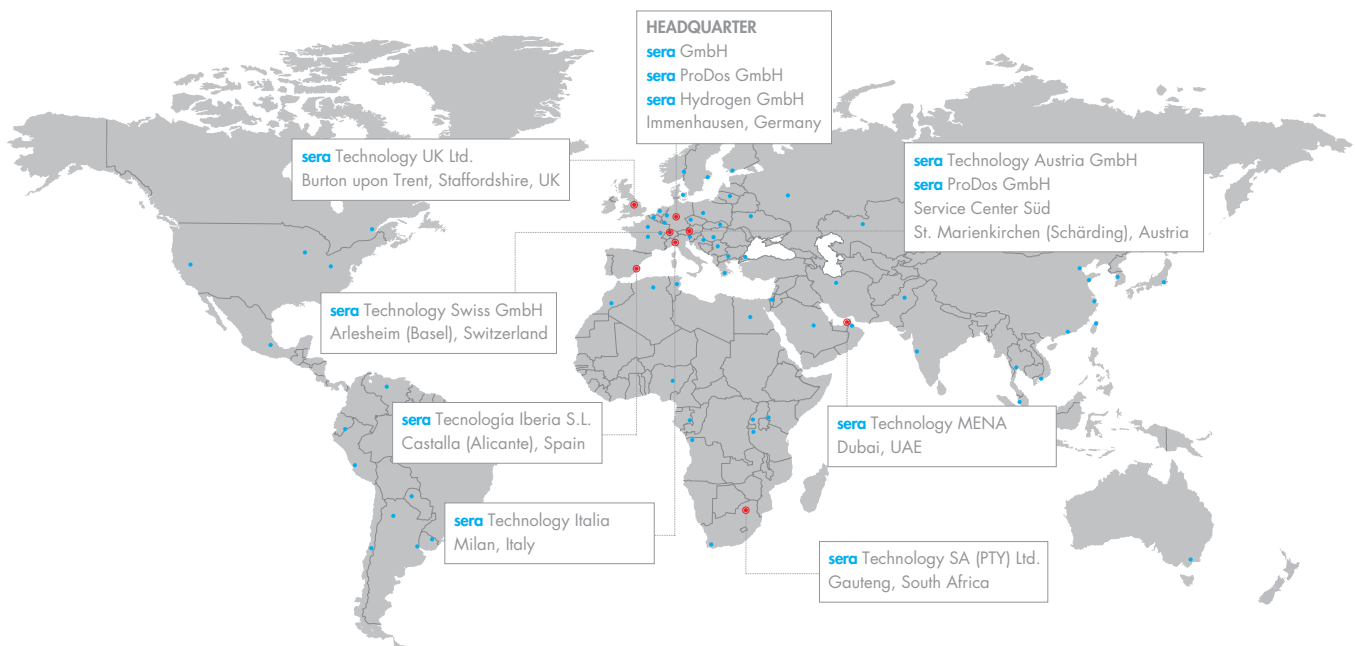 HEADQUARTER
sera GmbH
sera ProDos GmbH
sera Hydrogen GmbH
Immenhausen, Germany
sera Technology UK Ltd.
Burton upon Trent, Staffordshire, UK
sera Technology Austria GmbH
sera ProDos GmbH
Service Center Süd
St. Marienkirchen (Schärding), Austria
sera Technology Swiss GmbH
Arlesheim (Basel), Switzerland
sera Tecnología Iberia S.L.
Castalla (Alicante), Spain
sera Technology MENA
Dubai, UAE
sera Technology Italia
Milan, Italy
sera Technology SA (PTY) Ltd.
Gauteng, South Africa